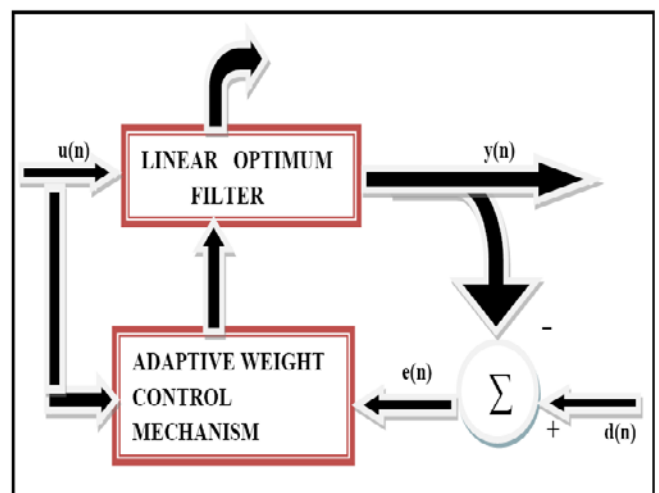 u(n)
LINEAR OPTIMUM
FILTER
y(n)
ADAPTIVE WEIGHT
CONTROL
MECHANISM
e(n)
Σ
−
+
d(n)